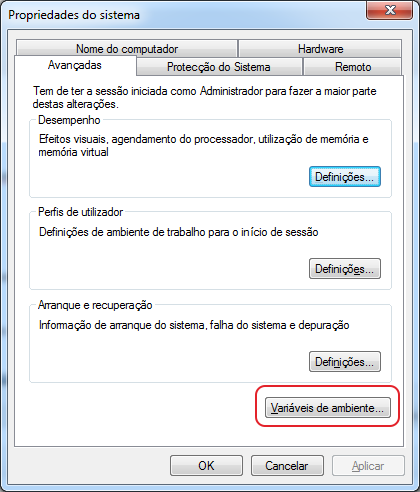 Propriedades do sistema
Nome do computador
Hardware
Avançadas
Protecção do Sistema
Remoto
Tem de ter a sessão iniciada como Administrador para fazer a maior parte
destas alterações.
Desempenho
Efeitos visuais, agendamento do processador, utilização de memória e
memória virtual
Definições...
Perfis de utilizador
Definições de ambiente de trabalho para o início de sessão
Definições...
Arranque e recuperação
Informação de arranque do sistema, falha do sistema e depuração
Definições...
Variáveis de ambiente...
OK
Cancelar
Aplicar